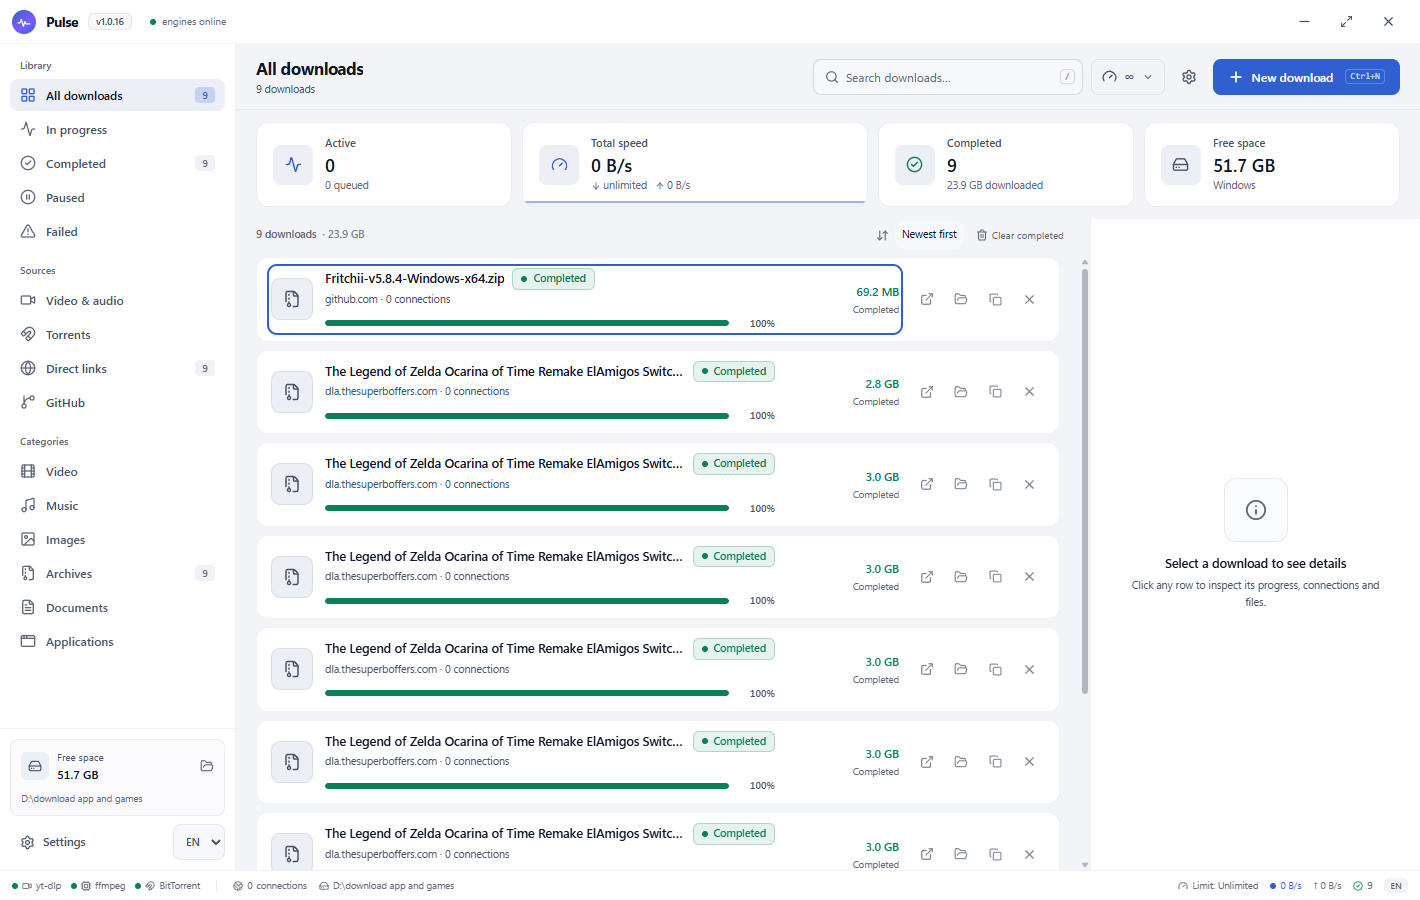 Pulse
v1.0.16
engines online
Library
All downloads 9
In progress
Completed 9
Paused
Failed
Sources
Video & audio
Torrents
Direct links 9
GitHub
Categories
Video
Music
Images
Archives 9
Documents
Applications
Free space
51.7 GB
D:\download app and games
Settings
EN
All downloads
9 downloads
Search downloads...
/
∞
New download
Ctrl+N
Active
0
0 queued
Total speed
0 B/s
↓ unlimited ↑ 0 B/s
Completed
9
23.9 GB downloaded
Free space
51.7 GB
Windows
9 downloads · 23.9 GB
Newest first
Clear completed
Fritchii-v5.8.4-Windows-x64.zip
Completed
github.com · 0 connections
100%
69.2 MB
Completed
The Legend of Zelda Ocarina of Time Remake ElAmigos Switc...
Completed
dla.thesuperboffers.com · 0 connections
100%
2.8 GB
Completed
The Legend of Zelda Ocarina of Time Remake ElAmigos Switc...
Completed
dla.thesuperboffers.com · 0 connections
100%
3.0 GB
Completed
The Legend of Zelda Ocarina of Time Remake ElAmigos Switc...
Completed
dla.thesuperboffers.com · 0 connections
100%
3.0 GB
Completed
The Legend of Zelda Ocarina of Time Remake ElAmigos Switc...
Completed
dla.thesuperboffers.com · 0 connections
100%
3.0 GB
Completed
The Legend of Zelda Ocarina of Time Remake ElAmigos Switc...
Completed
dla.thesuperboffers.com · 0 connections
100%
3.0 GB
Completed
The Legend of Zelda Ocarina of Time Remake ElAmigos Switc...
Completed
dla.thesuperboffers.com · 0 connections
3.0 GB
Completed
Select a download to see details
Click any row to inspect its progress, connections and
files.
yt-dlp
ffmpeg
BitTorrent
0 connections
D:\download app and games
Limit: Unlimited
0 B/s
↑ 0 B/s
9
EN